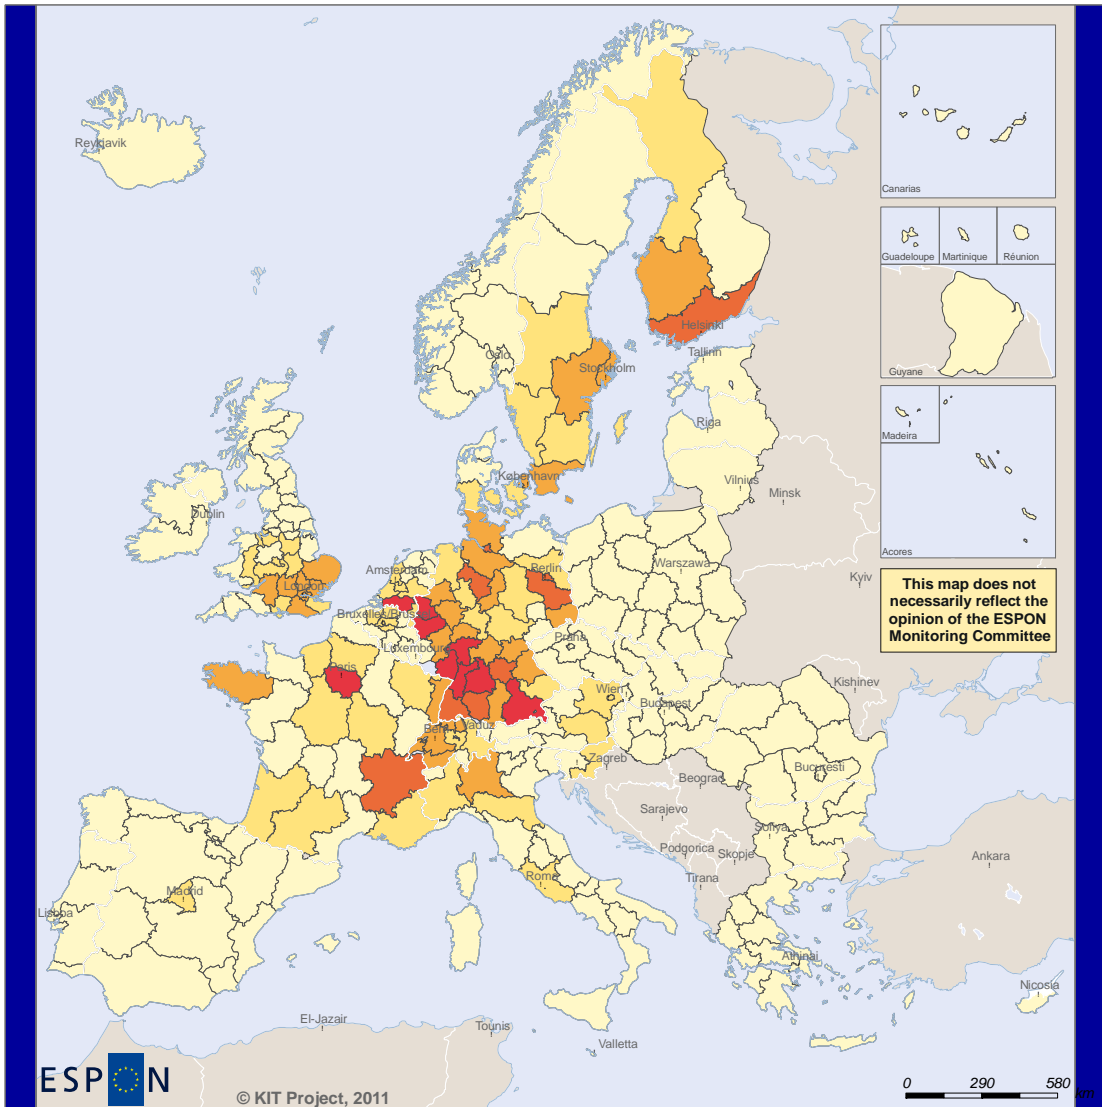 Reykjavik
Canarias
Guadeloupe
Martinique
Réunion
Guyane
Oslo
Helsinki
Stockholm
Tallinn
Madeira
Riga
København
Vilnius
Minsk
Dublin
Acores
Amsterdam
Berlin
Warszawa
Kyiv
London
This map does not
necessarily reflect the
opinion of the ESPON
Monitoring Committee
Bruxelles/Brus
Praha
Luxembourg
Paris
Kishinev
Wien
Budapest
Bern
Vaduz
Zagreb
Beograd
Bucuresti
Sarajevo
Sofiya
Podgorica
Skopje
Ankara
Tirana
Roma
Madrid
Lisboa
Athinai
Nicosia
El-Jazair
Tounis
Valletta
ESPON
© KIT Project, 2011
0 290 580
km